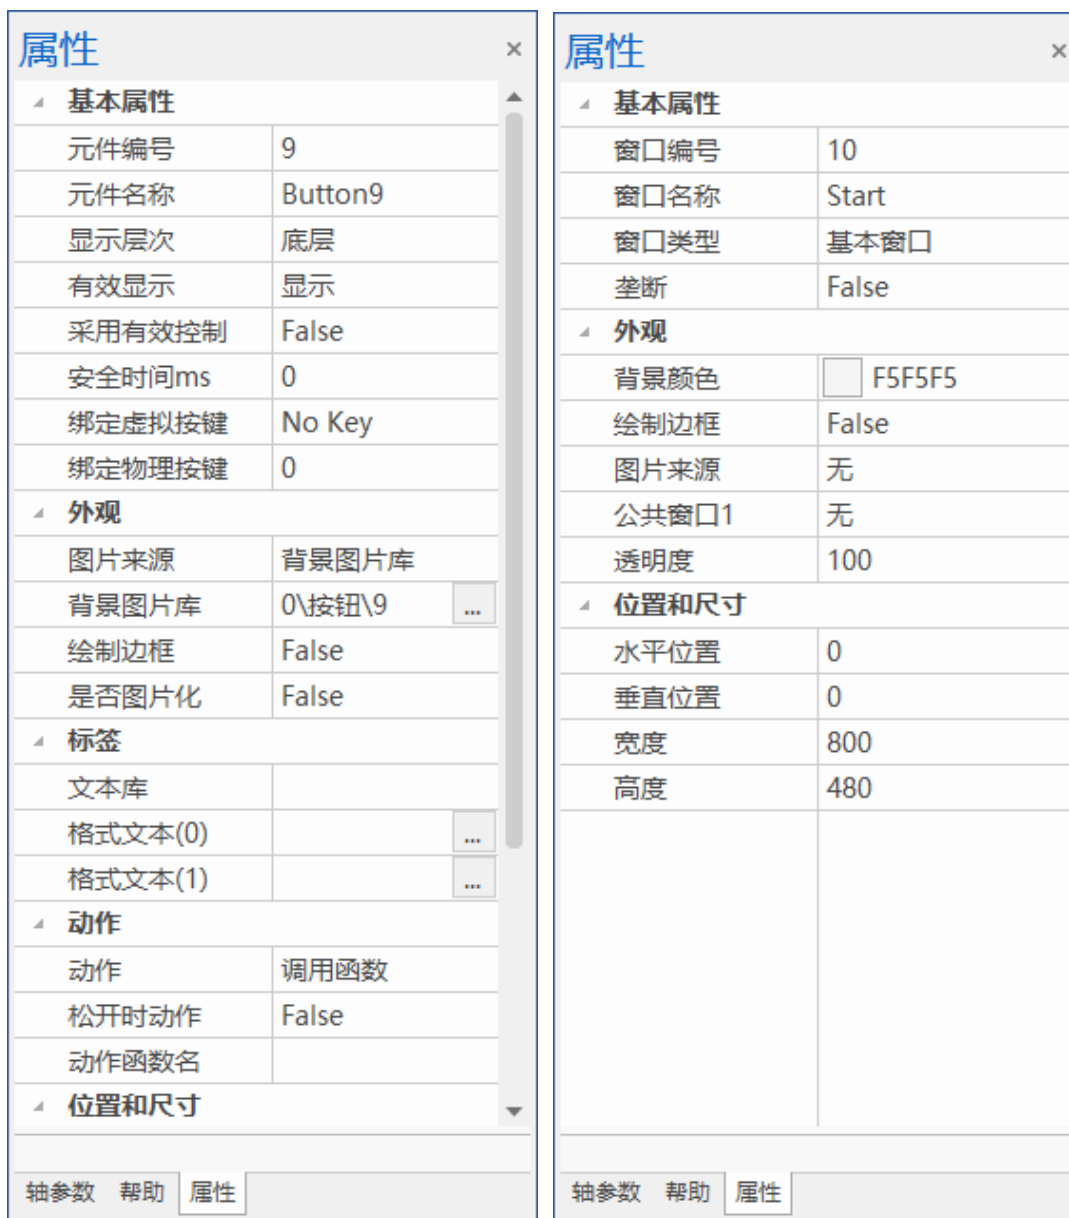 属性
基本属性
元件编号 9
元件名称 Button9
显示层次 底层
有效显示 显示
采用有效控制 False
安全时间ms 0
绑定虚拟按键 No Key
绑定物理按键 0
外观
图片来源 背景图片库
背景图片库 0\按钮\9 ...
绘制边框 False
是否图片化 False
标签
文本库
格式文本(0) ...
格式文本(1) ...
动作
动作 调用函数
松开时动作 False
动作函数名
位置和尺寸
轴参数 帮助 属性
属性
基本属性
窗口编号 10
窗口名称 Start
窗口类型 基本窗口
垄断 False
外观
背景颜色 F5F5F5
绘制边框 False
图片来源 无
公共窗口1 无
透明度 100
位置和尺寸
水平位置 0
垂直位置 0
宽度 800
高度 480
轴参数 帮助 属性